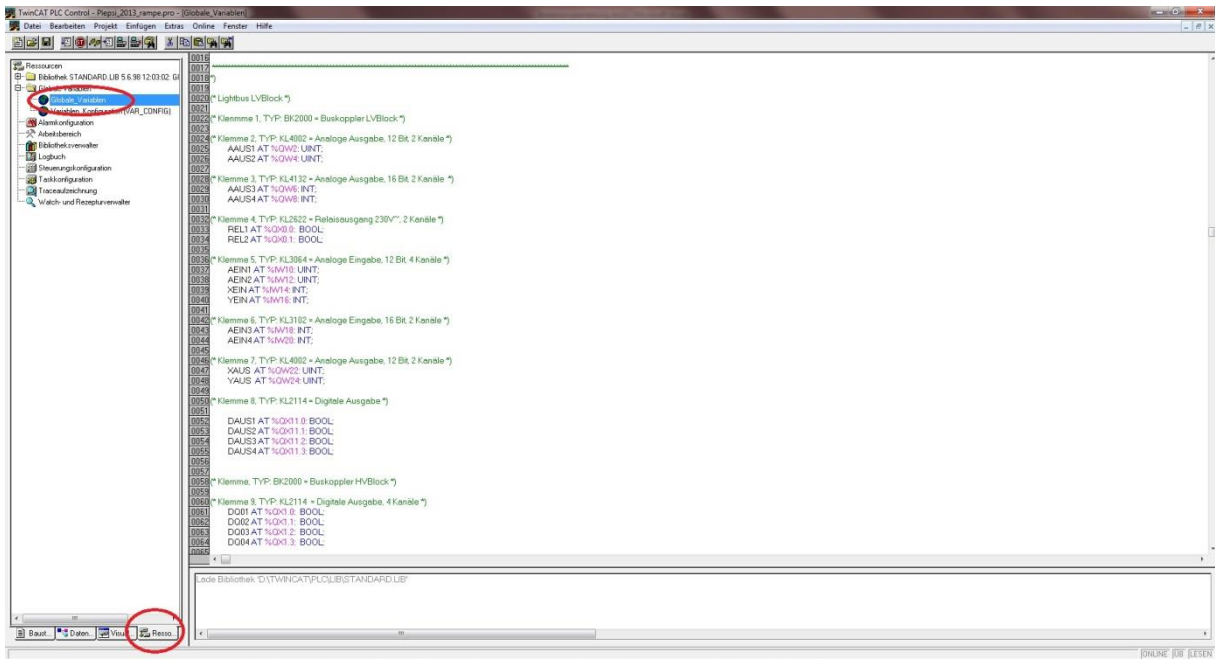 TwinCAT PLC Control - Plepsi_2013_rampe.pro - [Globale_Variablen]
Datei Bearbeiten Projekt Einfügen Extras Online Fenster Hilfe
Ressourcen
Bibliothek STANDARD.LIB 5.6.98 12:03:02: Gl
Globale Variablen
Globale_Variablen
Variablen_Konfiguration (VAR_CONFIG)
Alarmkonfiguration
Arbeitsbereich
Bibliotheksverwalter
Logbuch
Steuerungskonfiguration
Taskkonfiguration
Traceaufzeichnung
Watch- und Rezepturverwalter
Baust...
Daten...
Visu...
Resso...
0016
0017
0018 *)
0019
0020 (* Lightbus LVBlock *)
0021
0022 (* Klenmme 1, TYP: BK2000 = Buskoppler LVBlock *)
0023
0024 (* Klemme 2, TYP: KL4002 = Analoge Ausgabe, 12 Bit, 2 Kanäle *)
0025 AAUS1 AT %QW2: UINT;
0026 AAUS2 AT %QW4: UINT;
0027
0028 (* Klemme 3, TYP: KL4132 = Analoge Ausgabe, 16 Bit, 2 Kanäle *)
0029 AAUS3 AT %QW6: INT;
0030 AAUS4 AT %QW8: INT;
0031
0032 (* Klemme 4, TYP: KL2622 = Relaisausgang 230V~, 2 Kanäle *)
0033 REL1 AT %QX0.0: BOOL;
0034 REL2 AT %QX0.1: BOOL;
0035
0036 (* Klemme 5, TYP: KL3064 = Analoge Eingabe, 12 Bit, 4 Kanäle *)
0037 AEIN1 AT %IW10: UINT;
0038 AEIN2 AT %IW12: UINT;
0039 XEIN AT %IW14: INT;
0040 YEIN AT %IW16: INT;
0041
0042 (* Klemme 6, TYP: KL3102 = Analoge Eingabe, 16 Bit, 2 Kanäle *)
0043 AEIN3 AT %IW18: INT;
0044 AEIN4 AT %IW20: INT;
0045
0046 (* Klemme 7, TYP: KL4002 = Analoge Ausgabe, 12 Bit, 2 Kanäle *)
0047 XAUS AT %QW22: UINT;
0048 YAUS AT %QW24: UINT;
0049
0050 (* Klemme 8, TYP: KL2114 = Digitale Ausgabe *)
0051
0052 DAUS1 AT %QX11.0: BOOL;
0053 DAUS2 AT %QX11.1: BOOL;
0054 DAUS3 AT %QX11.2: BOOL;
0055 DAUS4 AT %QX11.3: BOOL;
0056
0057
0058 (* Klemme, TYP: BK2000 = Buskoppler HVBlock *)
0059
0060 (* Klemme 9, TYP: KL2114 = Digitale Ausgabe, 4 Kanäle *)
0061 DO01 AT %QX1.0: BOOL;
0062 DO02 AT %QX1.1: BOOL;
0063 DO03 AT %QX1.2: BOOL;
0064 DO04 AT %QX1.3: BOOL;
0065
Lade Bibliothek 'D:\TWINCAT\PLC\LIB\STANDARD.LIB'
ONLINE ÜB LESEN